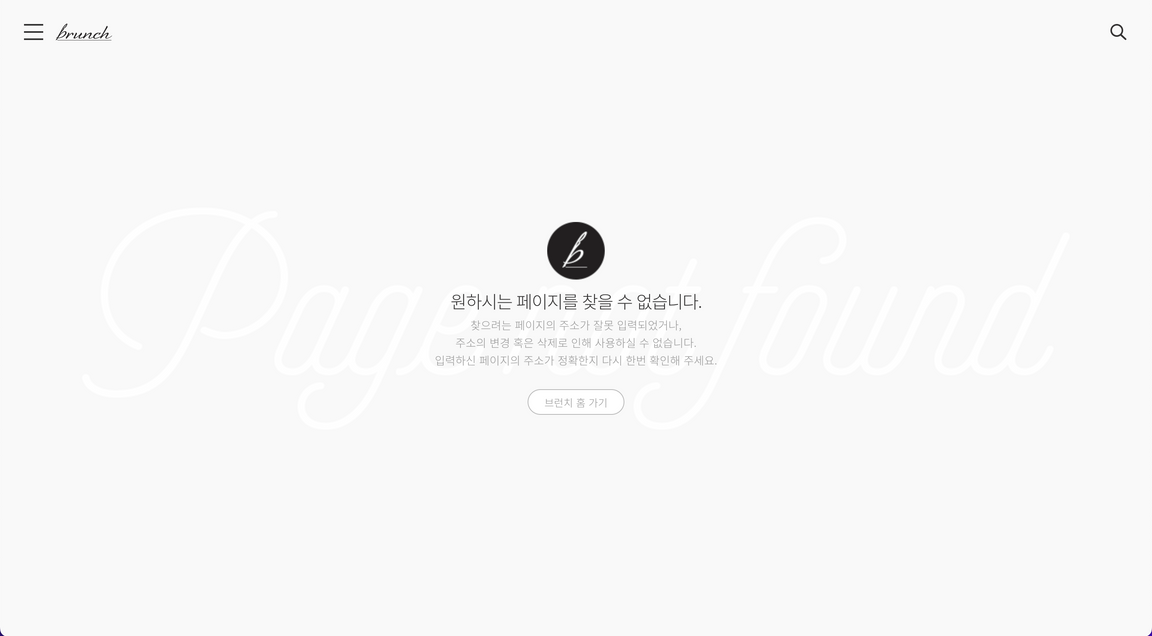 brunch
Page not found
b
원하시는 페이지를 찾을 수 없습니다.
찾으려는 페이지의 주소가 잘못 입력되었거나,
주소의 변경 혹은 삭제로 인해 사용하실 수 없습니다.
입력하신 페이지의 주소가 정확한지 다시 한번 확인해 주세요.
브런치 홈 가기